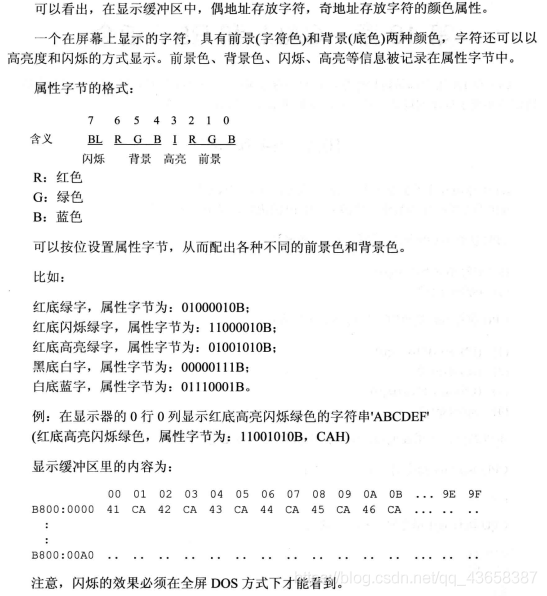 可以看出，在显示缓冲区中，偶地址存放字符，奇地址存放字符的颜色属性。
一个在屏幕上显示的字符，具有前景(字符色)和背景(底色)两种颜色，字符还可以以
高亮度和闪烁的方式显示。前景色、背景色、闪烁、高亮等信息被记录在属性字节中。
属性字节的格式：
7 6 5 4 3 2 1 0
含义 BL R G B I R G B
闪烁 背景 高亮 前景
R：红色
G：绿色
B：蓝色
可以按位设置属性字节，从而配出各种不同的前景色和背景色。
比如：
红底绿字，属性字节为：01000010B；
红底闪烁绿字，属性字节为：11000010B；
红底高亮绿字，属性字节为：01001010B；
黑底白字，属性字节为：00000111B；
白底蓝字，属性字节为：01110001B。
例：在显示器的 0 行 0 列显示红底高亮闪烁绿色的字符串'ABCDEF'
(红底高亮闪烁绿色，属性字节为：11001010B，CAH)
显示缓冲区里的内容为：
00 01 02 03 04 05 06 07 08 09 0A 0B ... 9E 9F
B800:0000 41 CA 42 CA 43 CA 44 CA 45 CA 46 CA ... .. ..
:
:
B800:00A0 .. .. .. .. .. .. .. .. .. .. .. .. ... .. ..
注意，闪烁的效果必须在全屏 DOS 方式下才能看到。
https://blog.csdn.net/qq_43658387